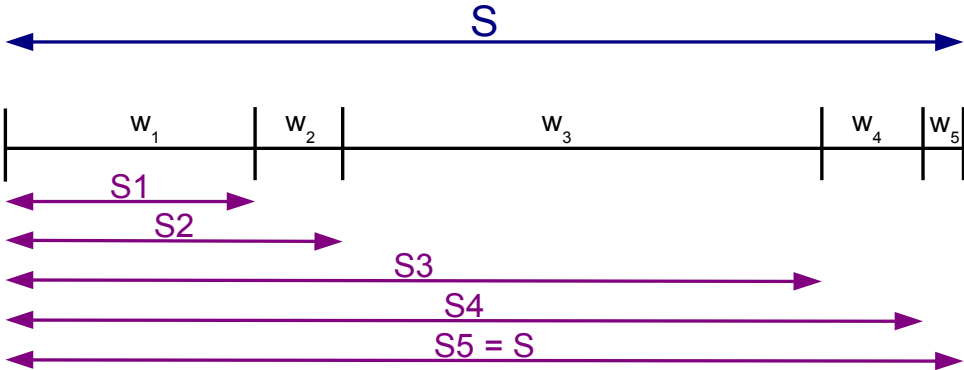 S
w₁ w₂ w₃ w₄ w₅
S1
S2
S3
S4
S5 = S